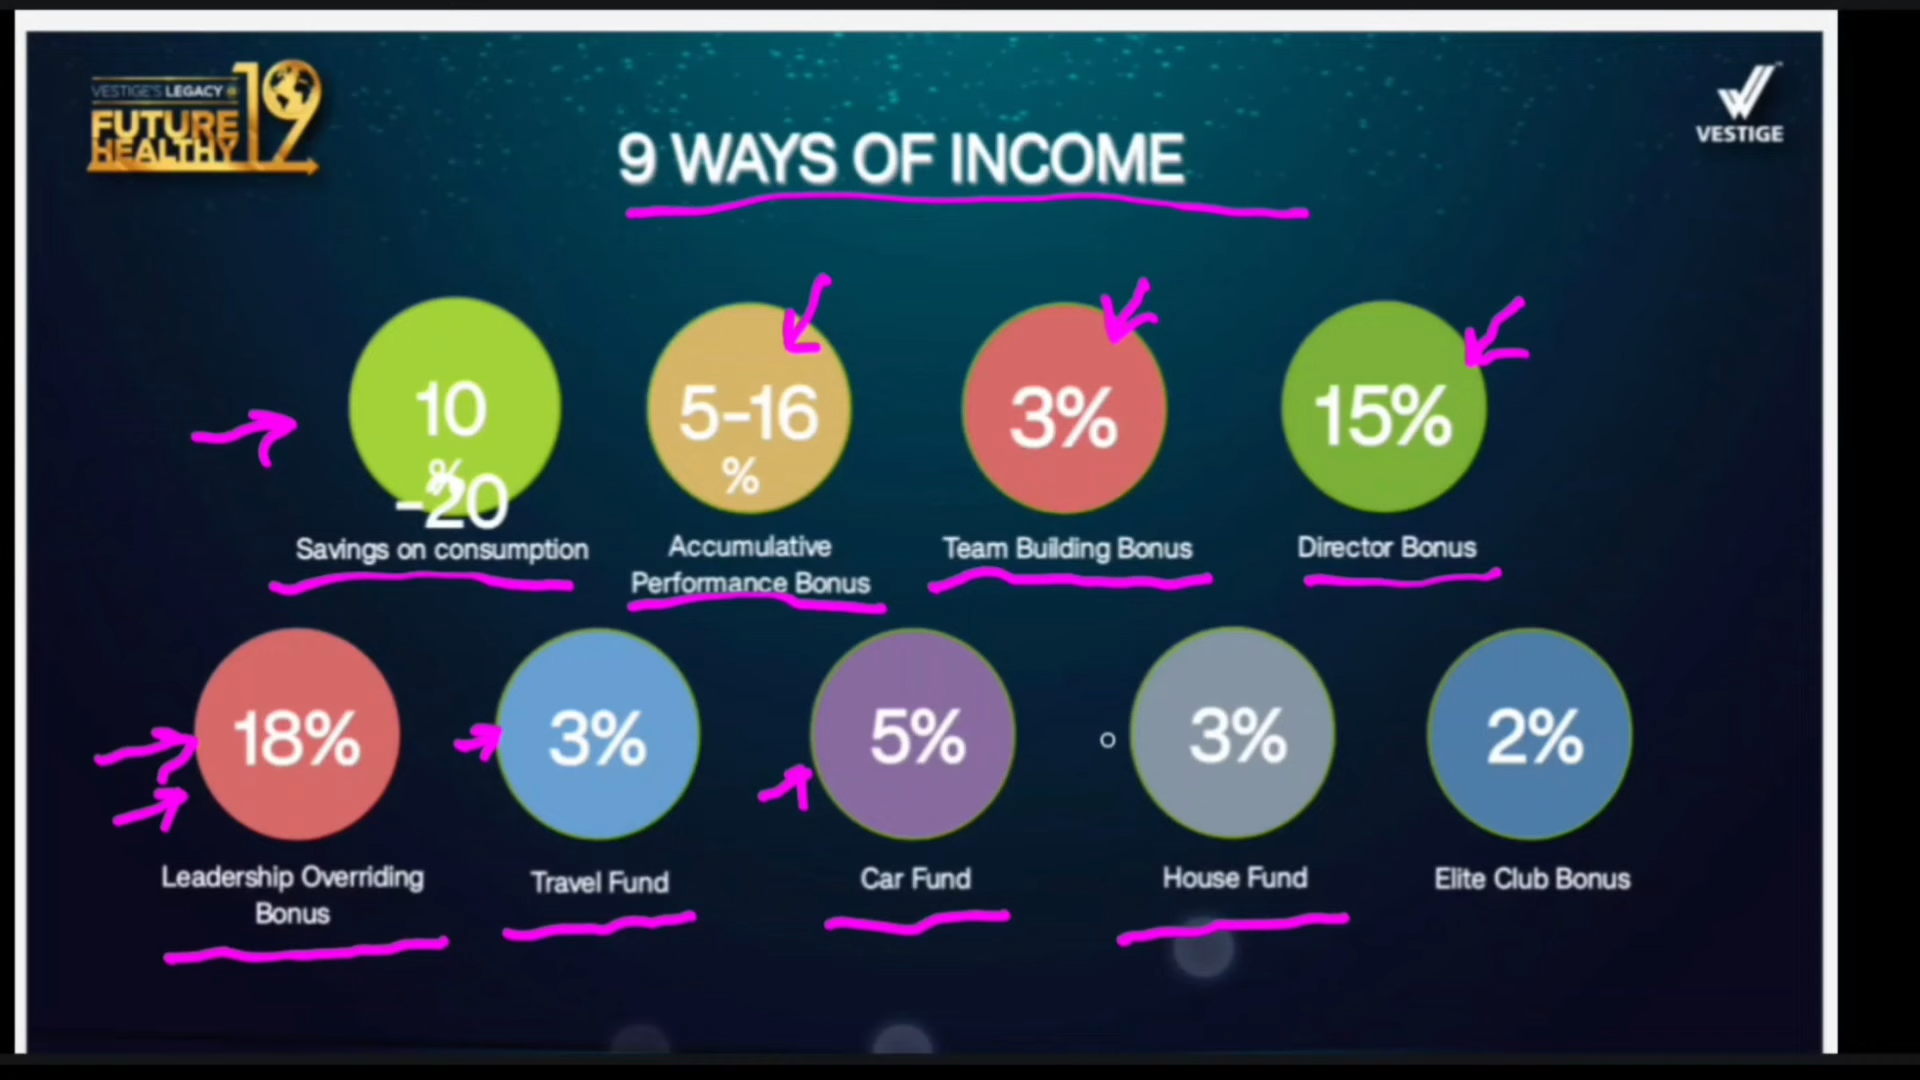 VESTIGE'S LEGACY
19
FUTURE
HEALTHY
VESTIGE
9 WAYS OF INCOME
10
%
-20
Savings on consumption
5-16
%
Accumulative
Performance Bonus
3%
Team Building Bonus
15%
Director Bonus
18%
Leadership Overriding
Bonus
3%
Travel Fund
5%
Car Fund
3%
House Fund
2%
Elite Club Bonus